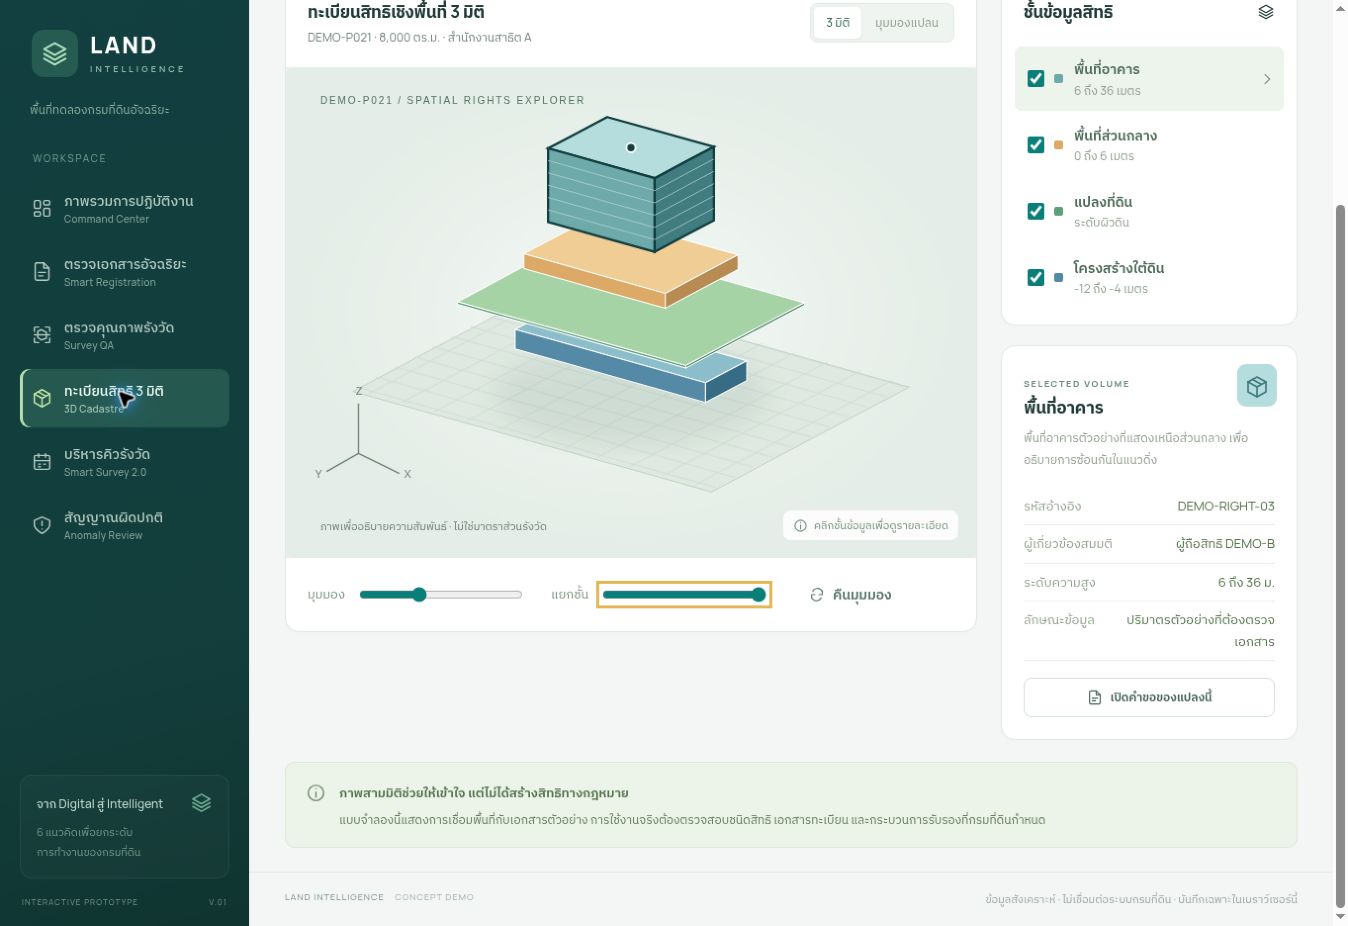 LAND
INTELLIGENCE
พื้นที่ทดลองกรมที่ดินอัจฉริยะ
WORKSPACE
ภาพรวมการปฏิบัติงาน
Command Center
ตรวจเอกสารอัจฉริยะ
Smart Registration
ตรวจคุณภาพรังวัด
Survey QA
ทะเบียนสิทธิ 3 มิติ
3D Cadastre
บริหารคิวรังวัด
Smart Survey 2.0
สัญญาณผิดปกติ
Anomaly Review
จาก Digital สู่ Intelligent
6 แนวคิดเพื่อยกระดับ
การทำงานของกรมที่ดิน
INTERACTIVE PROTOTYPE
V.01
ทะเบียนสิทธิเชิงพื้นที่ 3 มิติ
DEMO-P021 · 8,000 ตร.ม. · สำนักงานสาธิต A
3 มิติ
มุมมองแปลน
DEMO-P021 / SPATIAL RIGHTS EXPLORER
Z
Y
X
ภาพเพื่ออธิบายความสัมพันธ์ · ไม่ใช่มาตราส่วนรังวัด
คลิกชั้นข้อมูลเพื่อดูรายละเอียด
มุมมอง
แยกชั้น
คืนมุมมอง
ชั้นข้อมูลสิทธิ
พื้นที่อาคาร
6 ถึง 36 เมตร
พื้นที่ส่วนกลาง
0 ถึง 6 เมตร
แปลงที่ดิน
ระดับผิวดิน
โครงสร้างใต้ดิน
-12 ถึง -4 เมตร
SELECTED VOLUME
พื้นที่อาคาร
พื้นที่อาคารตัวอย่างที่แสดงเหนือส่วนกลาง เพื่อ
อธิบายการซ้อนกันในแนวดิ่ง
รหัสอ้างอิง DEMO-RIGHT-03
ผู้เกี่ยวข้องสมมติ ผู้ถือสิทธิ DEMO-B
ระดับความสูง 6 ถึง 36 ม.
ลักษณะข้อมูล ปริมาตรตัวอย่างที่ต้องตรวจ
เอกสาร
เปิดคำขอของแปลงนี้
ภาพสามมิติช่วยให้เข้าใจ แต่ไม่ได้สร้างสิทธิทางกฎหมาย
แบบจำลองนี้แสดงการเชื่อมพื้นที่กับเอกสารตัวอย่าง การใช้งานจริงต้องตรวจสอบชนิดสิทธิ เอกสารทะเบียน และกระบวนการรับรองที่กรมที่ดินกำหนด
LAND INTELLIGENCE CONCEPT DEMO
ข้อมูลสังเคราะห์ · ไม่เชื่อมต่อระบบกรมที่ดิน · บันทึกเฉพาะในเบราว์เซอร์นี้